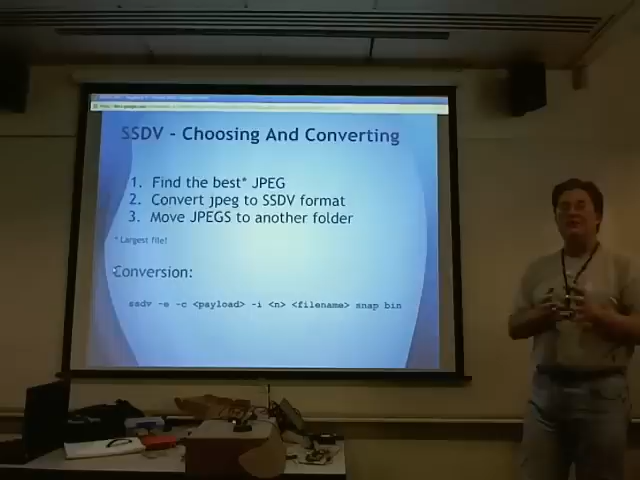 SSDV - Choosing And Converting
1. Find the best* JPEG
2. Convert jpeg to SSDV format
3. Move JPEGS to another folder
* Largest file!
Conversion:
ssdv -e -c <payload> -i <n> <filename> snap bin